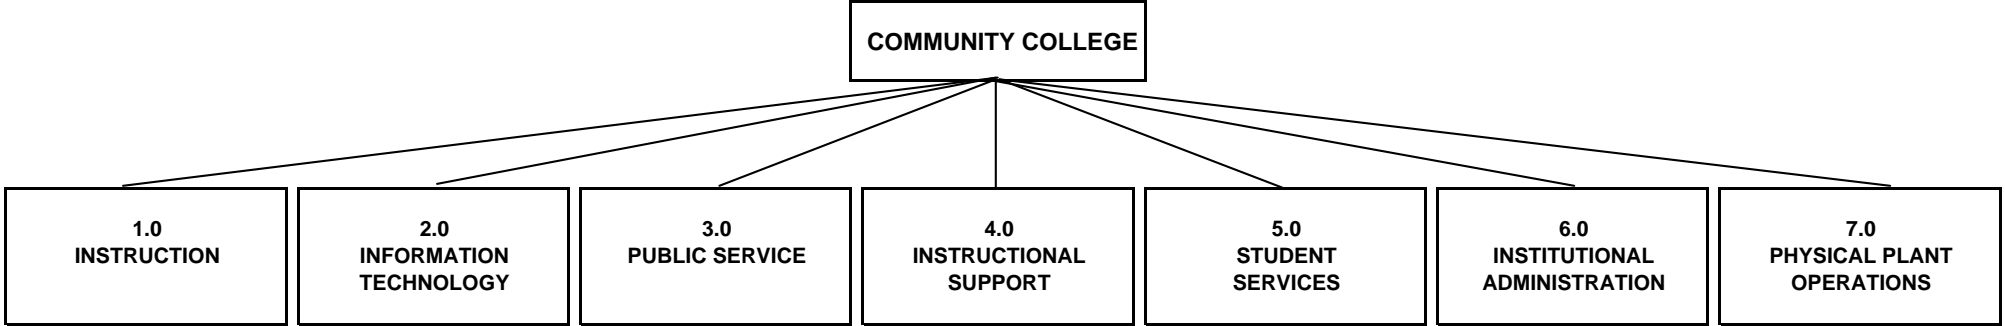 COMMUNITY COLLEGE
1.0
INSTRUCTION
2.0
INFORMATION
TECHNOLOGY
3.0
PUBLIC SERVICE
4.0
INSTRUCTIONAL
SUPPORT
5.0
STUDENT
SERVICES
6.0
INSTITUTIONAL
ADMINISTRATION
7.0
PHYSICAL PLANT
OPERATIONS